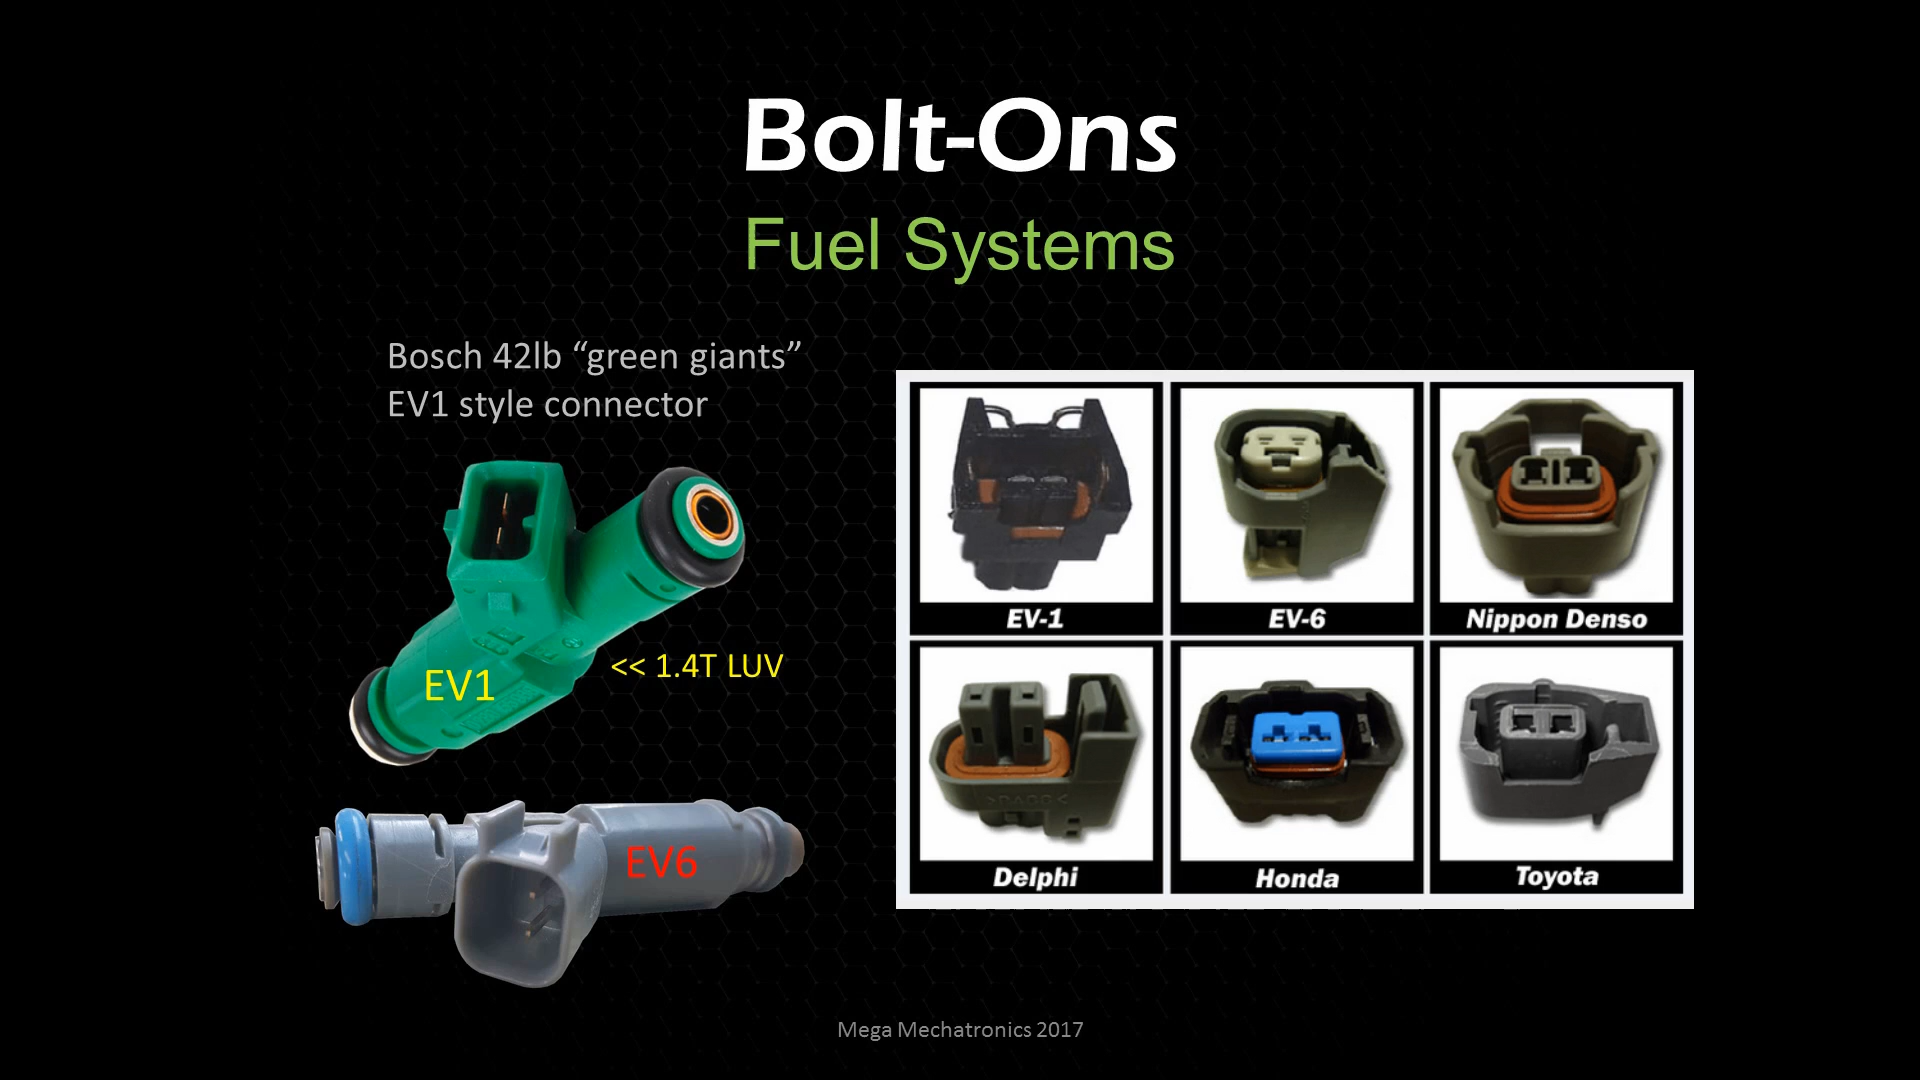 Bolt-Ons
Fuel Systems
Bosch 42lb “green giants”
EV1 style connector
EV1
<< 1.4T LUV
EV6
EV-1
EV-6
Nippon Denso
Delphi
Honda
Toyota
Mega Mechatronics 2017